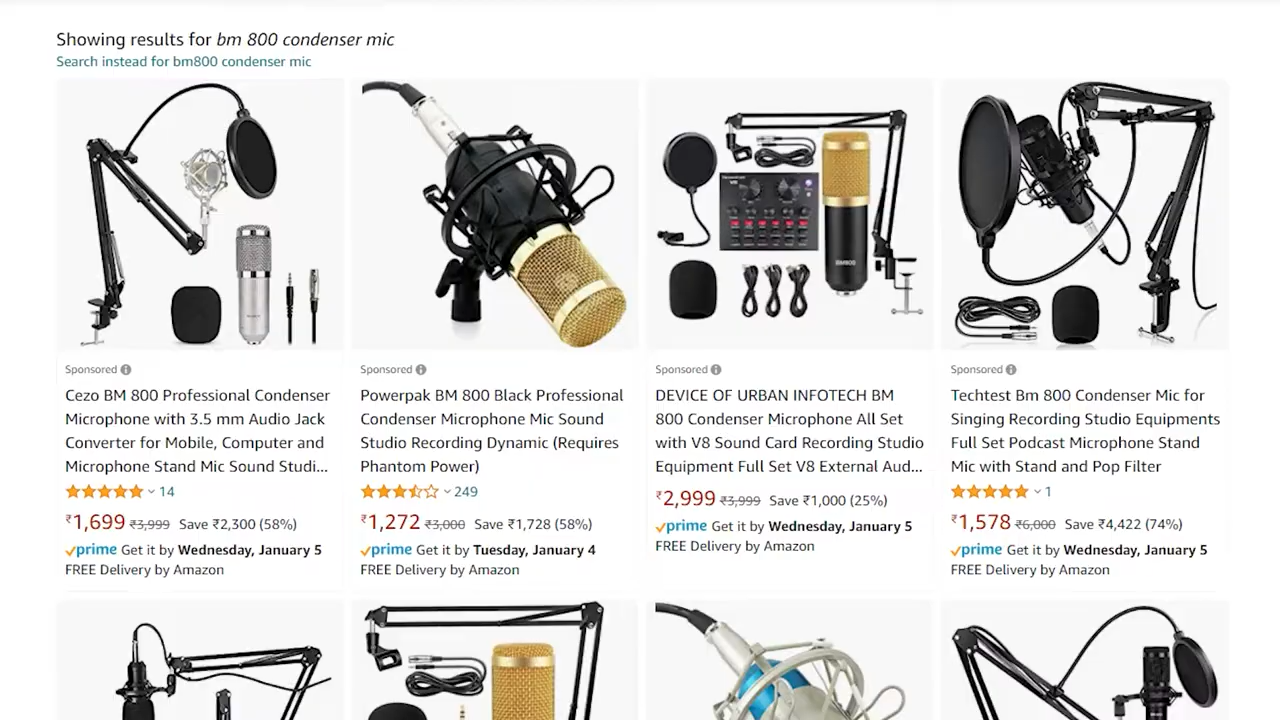 Showing results for bm 800 condenser mic
Search instead for bm800 condenser mic
V8
BM800
Sponsored
Cezo BM 800 Professional Condenser
Microphone with 3.5 mm Audio Jack
Converter for Mobile, Computer and
Microphone Stand Mic Sound Studi...
14
₹1,699 ₹3,999 Save ₹2,300 (58%)
prime Get it by Wednesday, January 5
FREE Delivery by Amazon
Sponsored
Powerpak BM 800 Black Professional
Condenser Microphone Mic Sound
Studio Recording Dynamic (Requires
Phantom Power)
249
₹1,272 ₹3,000 Save ₹1,728 (58%)
prime Get it by Tuesday, January 4
FREE Delivery by Amazon
Sponsored
DEVICE OF URBAN INFOTECH BM
800 Condenser Microphone All Set
with V8 Sound Card Recording Studio
Equipment Full Set V8 External Aud...
₹2,999 ₹3,999 Save ₹1,000 (25%)
prime Get it by Wednesday, January 5
FREE Delivery by Amazon
Sponsored
Techtest Bm 800 Condenser Mic for
Singing Recording Studio Equipments
Full Set Podcast Microphone Stand
Mic with Stand and Pop Filter
1
₹1,578 ₹6,000 Save ₹4,422 (74%)
prime Get it by Wednesday, January 5
FREE Delivery by Amazon